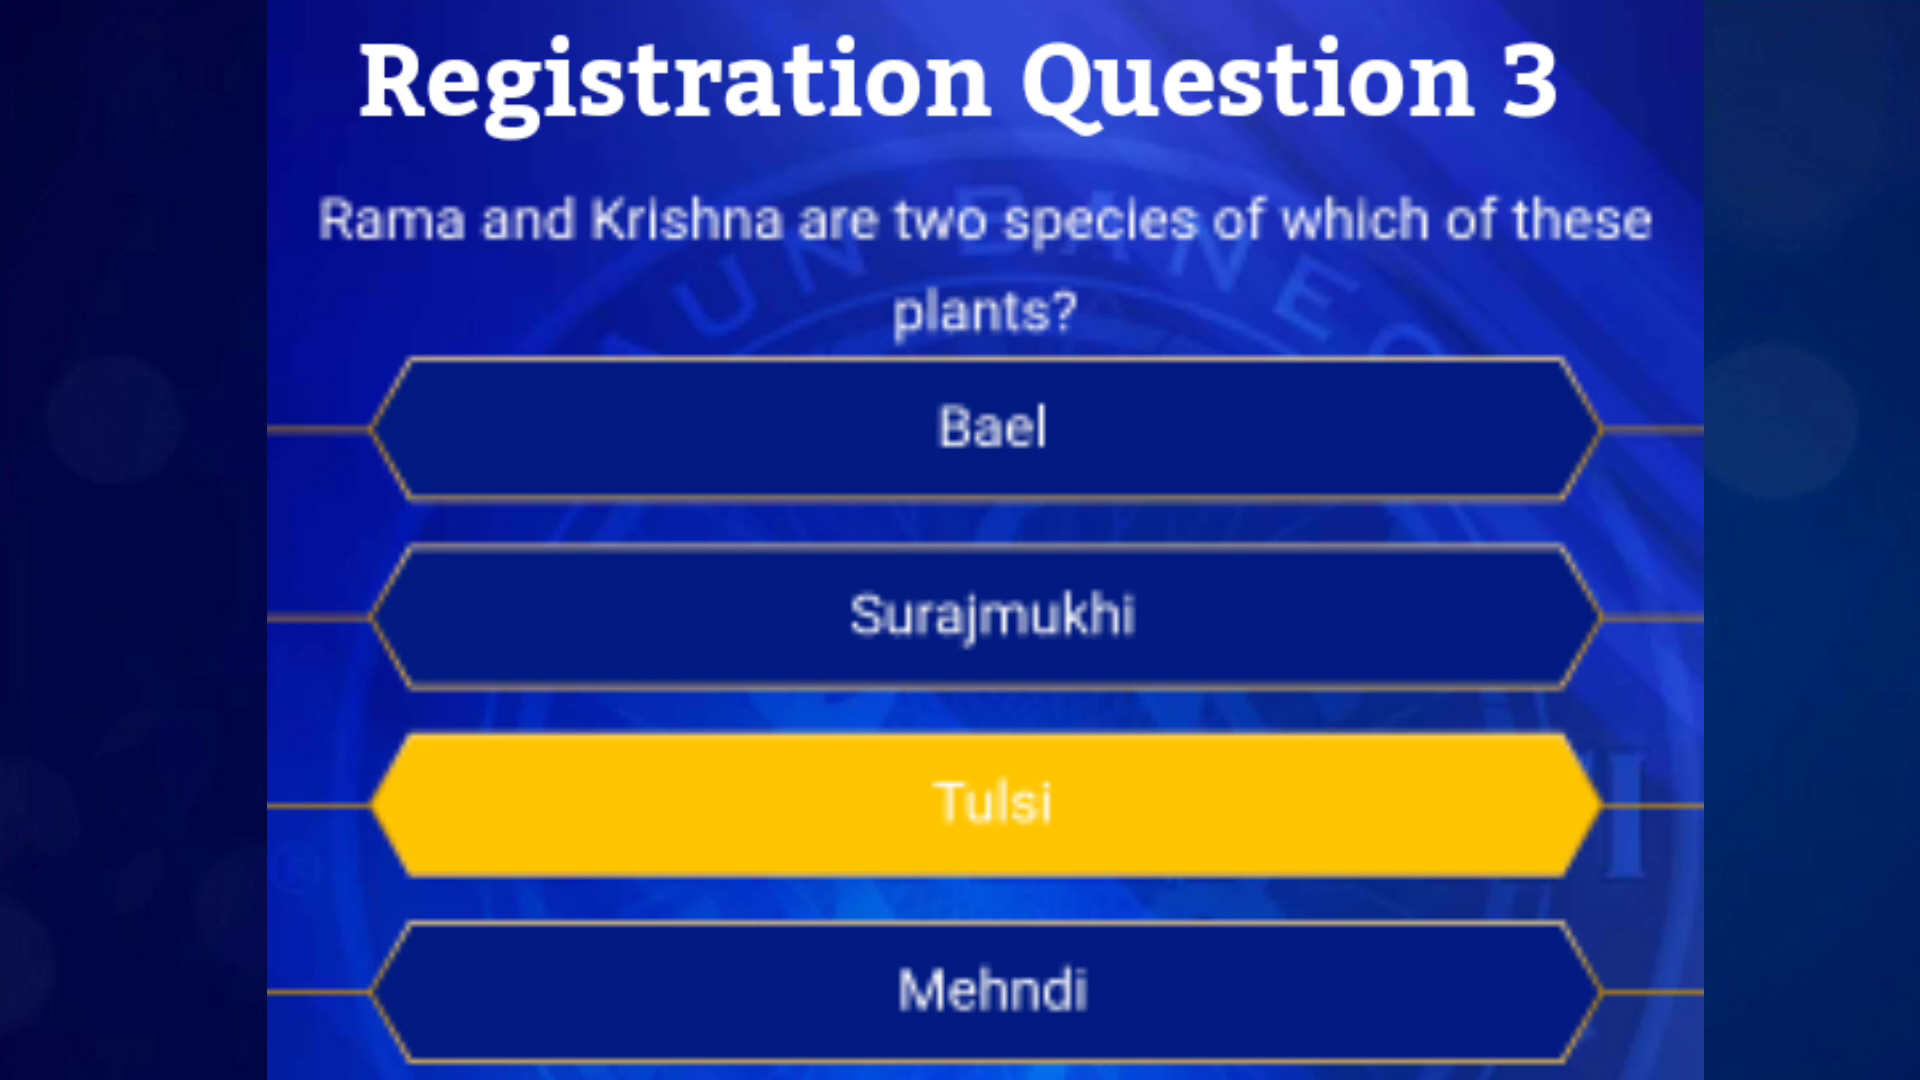 Registration Question 3
Rama and Krishna are two species of which of these
plants?
Bael
Surajmukhi
Tulsi
Mehndi